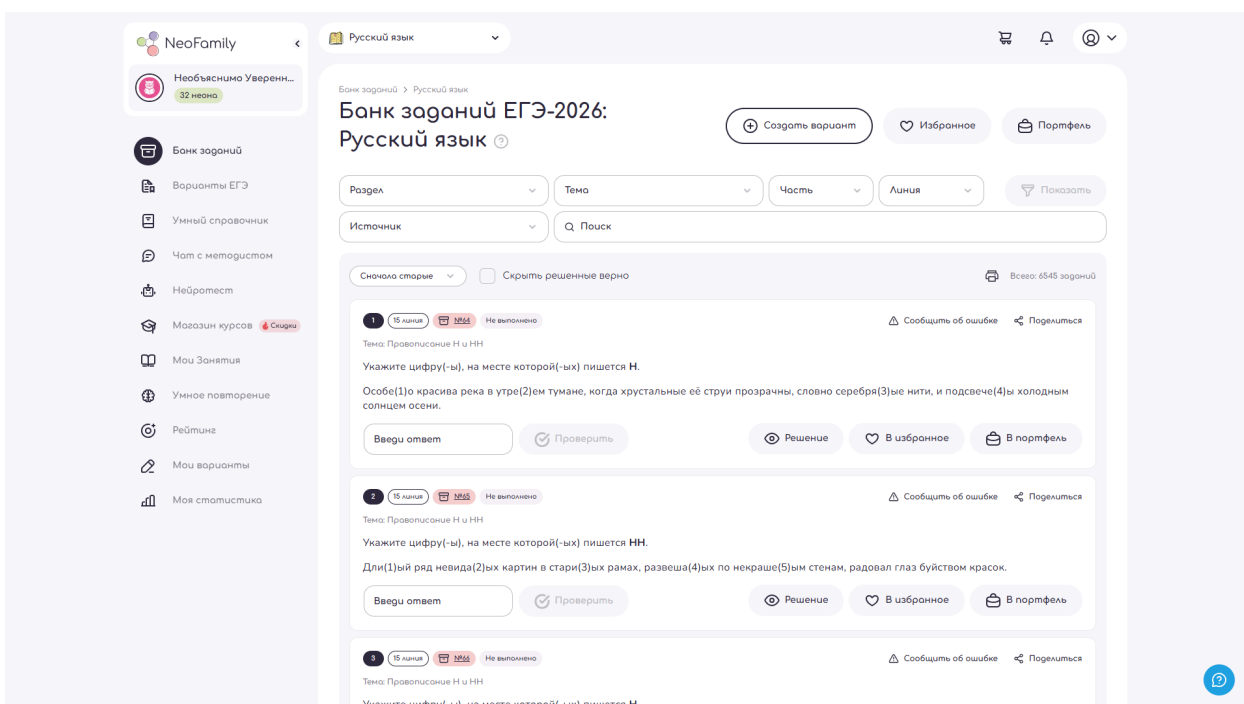 NeoFamily
Русский язык
Необъяснимо Уверенн...
32 неона
Банк заданий
Варианты ЕГЭ
Умный справочник
Чат с методистом
Нейротест
Магазин курсов Скидки
Мои Занятия
Умное повторение
Рейтинг
Мои варианты
Моя статистика
Банк заданий > Русский язык
Банк заданий ЕГЭ-2026:
Русский язык
Создать вариант
Избранное
Портфель
Раздел
Тема
Часть
Линия
Показать
Источник
Поиск
Сначала старые
Скрыть решенные верно
Всего: 6545 заданий
1 15 линия №64 Не выполнено
Сообщить об ошибке Поделиться
Тема: Правописание Н и НН
Укажите цифру(-ы), на месте которой(-ых) пишется Н.
Особе(1)о красива река в утре(2)ем тумане, когда хрустальные её струи прозрачны, словно серебря(3)ые нити, и подсвече(4)ы холодным
солнцем осени.
Введи ответ Проверить Решение В избранное В портфель
2 15 линия №65 Не выполнено
Сообщить об ошибке Поделиться
Тема: Правописание Н и НН
Укажите цифру(-ы), на месте которой(-ых) пишется НН.
Дли(1)ый ряд невида(2)ых картин в стари(3)ых рамах, развеша(4)ых по некраше(5)ым стенам, радовал глаз буйством красок.
Введи ответ Проверить Решение В избранное В портфель
3 15 линия №66 Не выполнено
Сообщить об ошибке Поделиться
Тема: Правописание Н и НН
Укажите цифру(-ы), на месте которой(-ых) пишется Н.